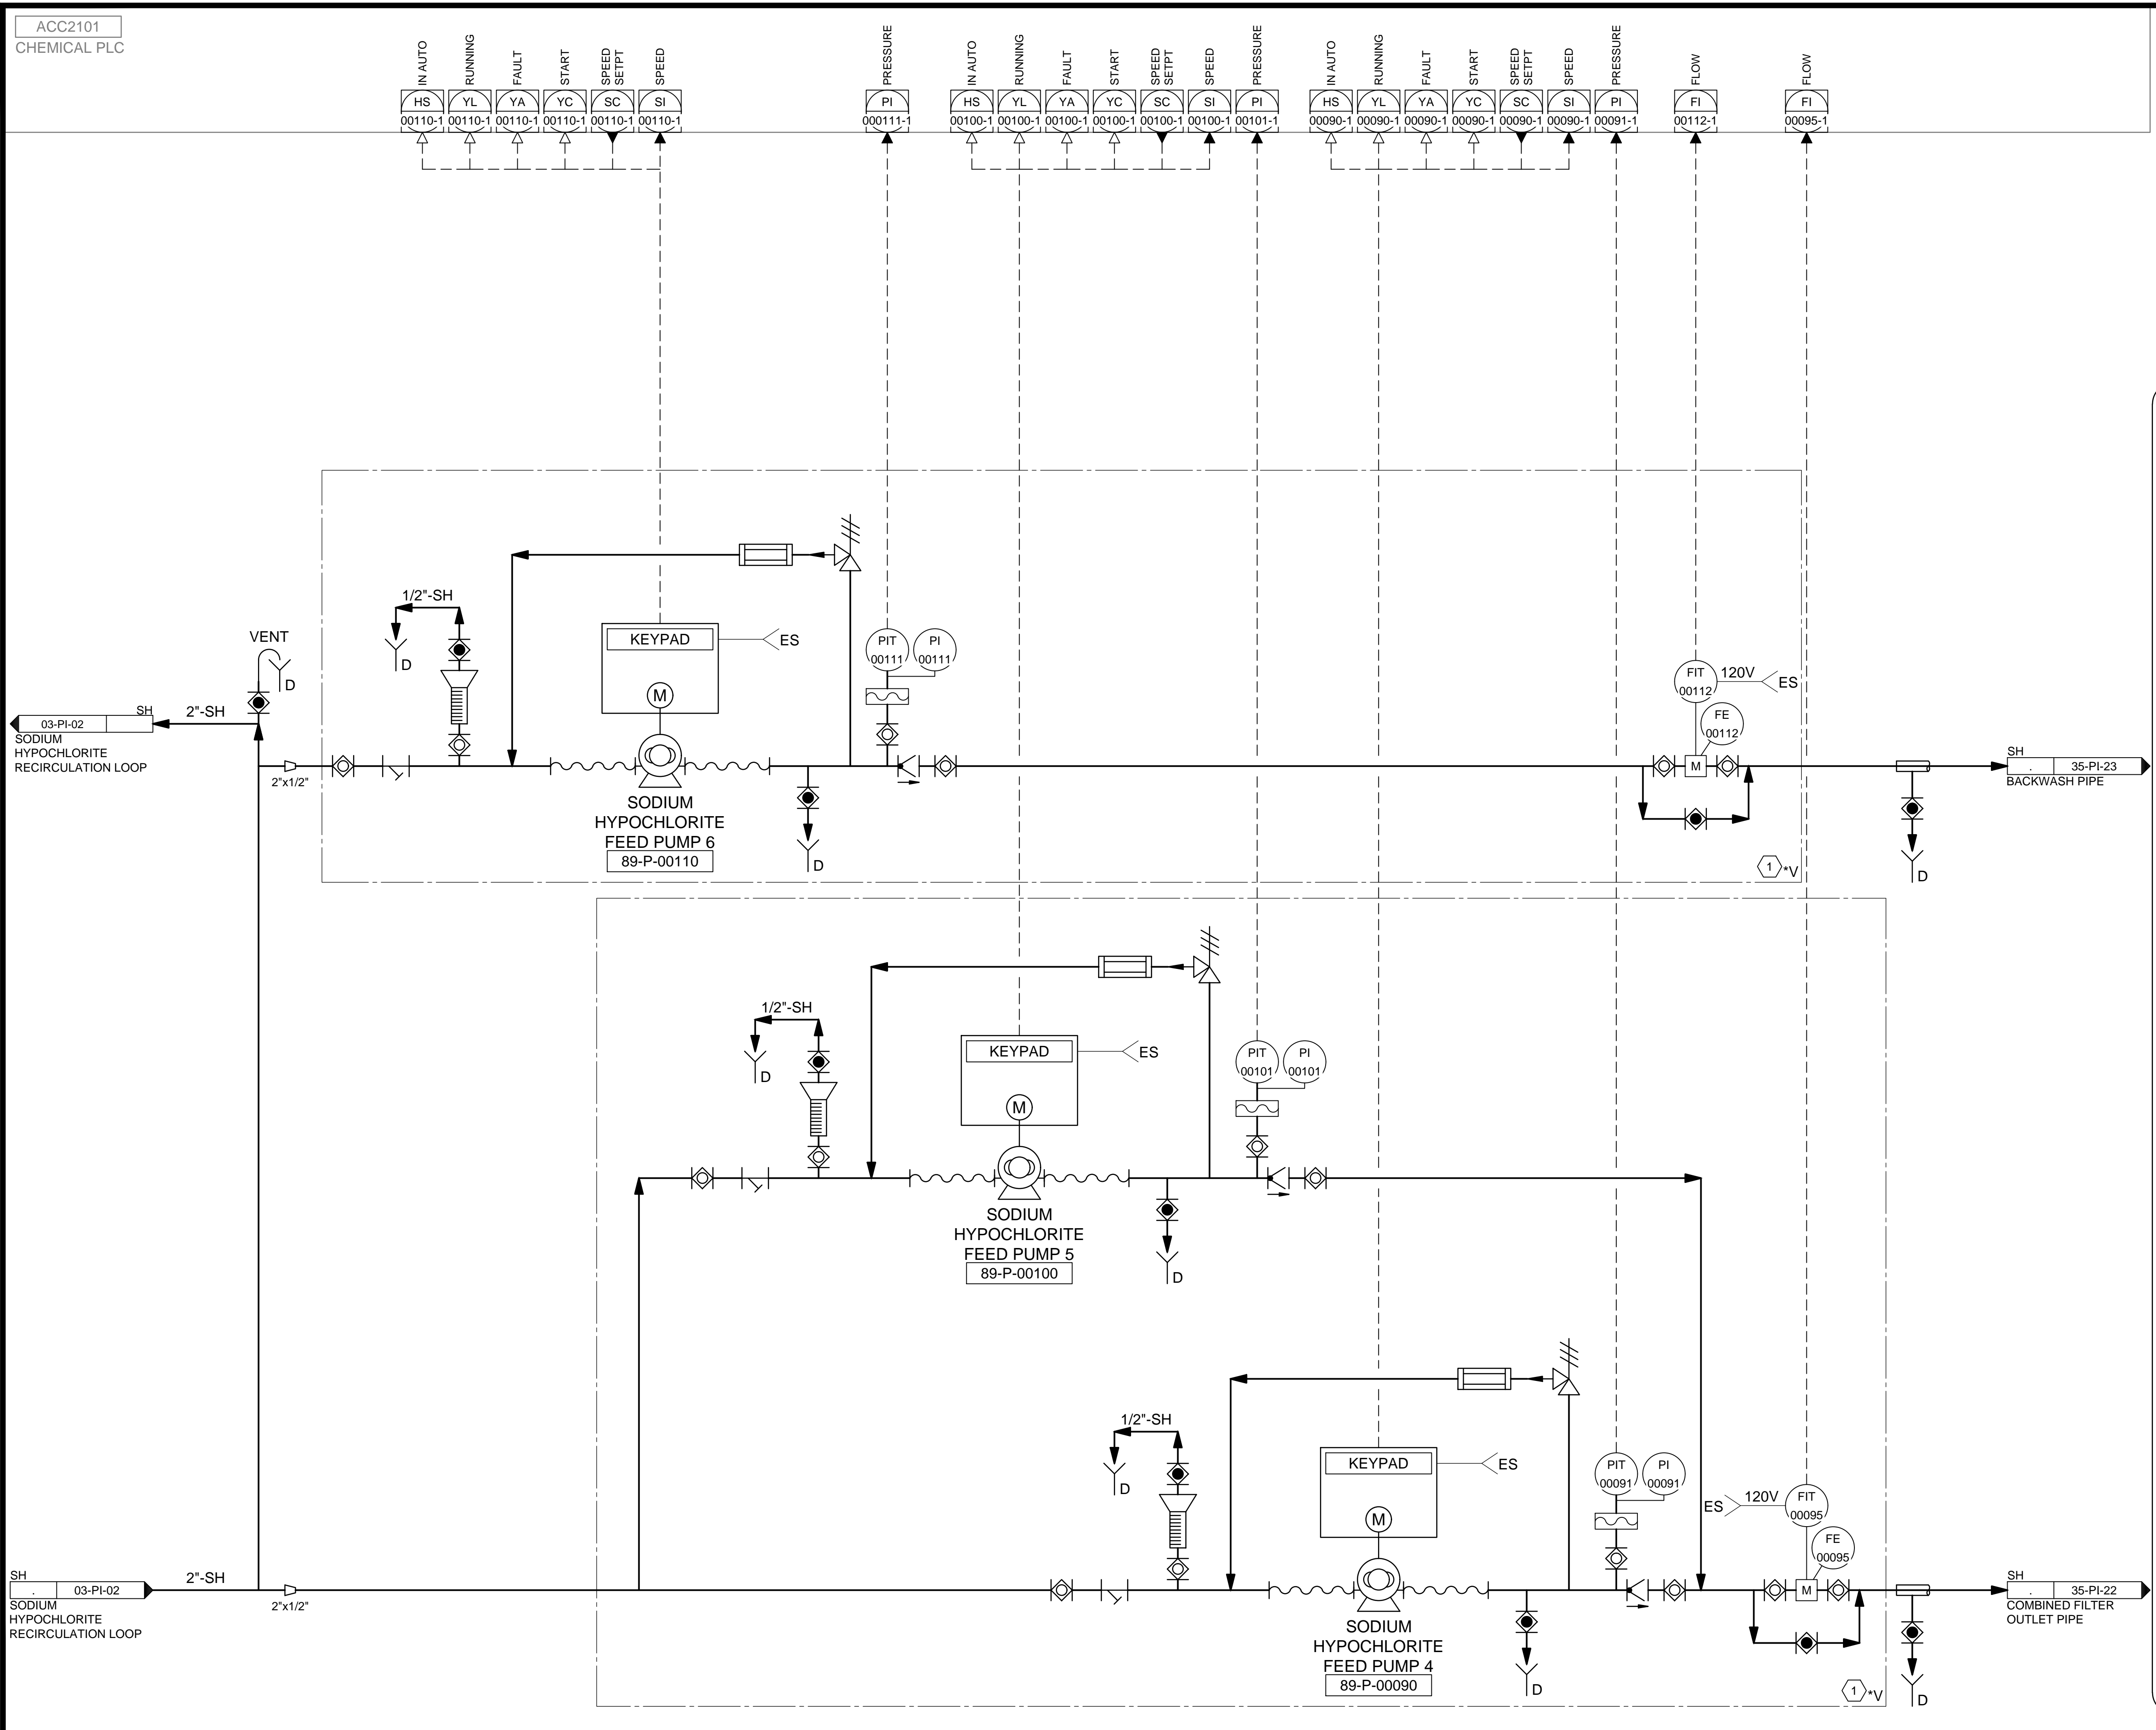 ACC2101
CHEMICAL PLC
IN AUTO
RUNNING
FAULT
START
SPEED
SETPT
SPEED
PRESSURE
IN AUTO
RUNNING
FAULT
START
SPEED
SETPT
SPEED
PRESSURE
IN AUTO
RUNNING
FAULT
START
SPEED
SETPT
SPEED
PRESSURE
FLOW
FLOW
HS YL YA YC SC SI PI HS YL YA YC SC SI PI HS YL YA YC SC SI PI FI FI
00110-1 00110-1 00110-1 00110-1 00110-1 00110-1 000111-1 00100-1 00100-1 00100-1 00100-1 00100-1 00100-1 00101-1 00090-1 00090-1 00090-1 00090-1 00090-1 00090-1 00091-1 00112-1 00095-1
1/2"-SH
D
VENT
D
KEYPAD
ES
M
PIT
00111
PI
00111
FIT
00112
120V
ES
FE
00112
M
03-PI-02
SH
2"-SH
SODIUM
HYPOCHLORITE
RECIRCULATION LOOP
2"x1/2"
SODIUM
HYPOCHLORITE
FEED PUMP 6
89-P-00110
D
SH
. 35-PI-23
BACKWASH PIPE
D
1 *V
1/2"-SH
D
KEYPAD
ES
M
PIT
00101
PI
00101
SODIUM
HYPOCHLORITE
FEED PUMP 5
89-P-00100
D
1/2"-SH
D
KEYPAD
ES
M
PIT
00091
PI
00091
ES
120V
FIT
00095
FE
00095
M
SH
. 03-PI-02
2"-SH
SODIUM
HYPOCHLORITE
RECIRCULATION LOOP
2"x1/2"
SODIUM
HYPOCHLORITE
FEED PUMP 4
89-P-00090
D
SH
. 35-PI-22
COMBINED FILTER
OUTLET PIPE
D
1 *V